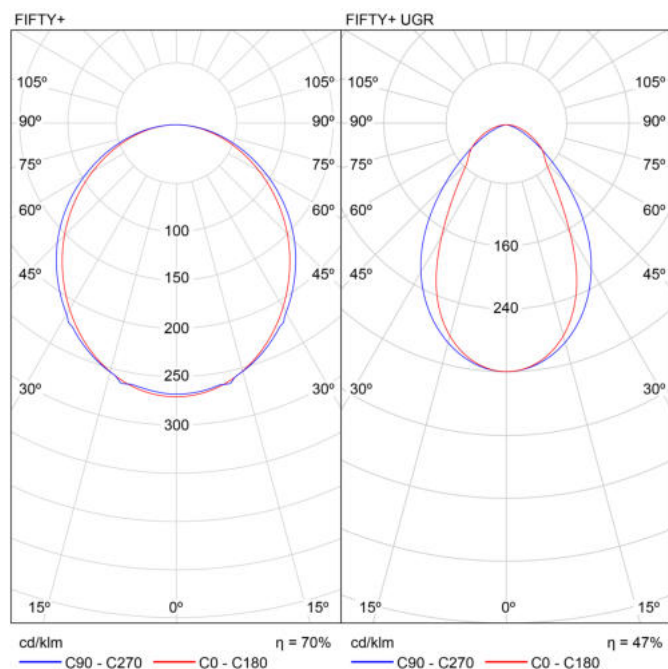 FIFTY+
105º 105º
90º 90º
75º 75º
60º 60º
100
45º 45º
150
200
250
30º 30º
300
15º 0º 15º
cd/klm η = 70%
C90 - C270 C0 - C180
FIFTY+ UGR
105º 105º
90º 90º
75º 75º
60º 60º
160
45º 45º
240
30º 30º
15º 0º 15º
cd/klm η = 47%
C90 - C270 C0 - C180